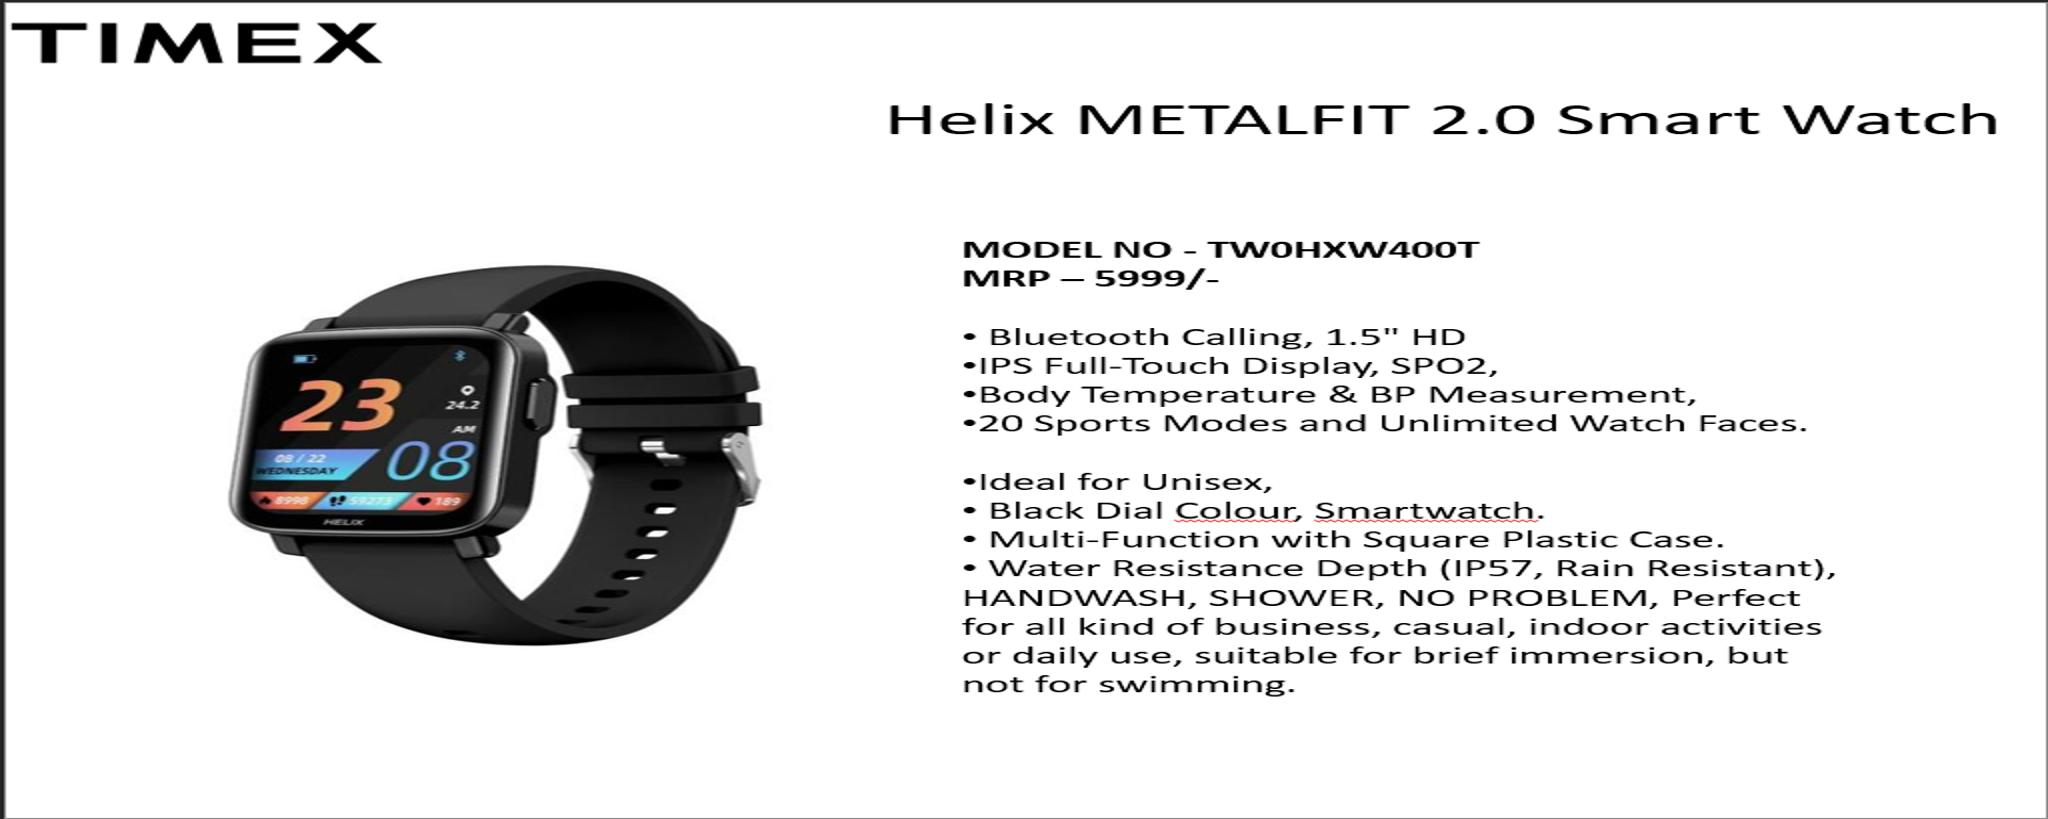 TIMEX
Helix METALFIT 2.0 Smart Watch
MODEL NO - TW0HXW400T
MRP – 5999/-
• Bluetooth Calling, 1.5" HD
•IPS Full-Touch Display, SPO2,
•Body Temperature & BP Measurement,
•20 Sports Modes and Unlimited Watch Faces.
•Ideal for Unisex,
• Black Dial Colour, Smartwatch.
• Multi-Function with Square Plastic Case.
• Water Resistance Depth (IP57, Rain Resistant),
HANDWASH, SHOWER, NO PROBLEM, Perfect
for all kind of business, casual, indoor activities
or daily use, suitable for brief immersion, but
not for swimming.
23
24.2
AM
08 / 22
WEDNESDAY
08
8998 59273 189
HELIX